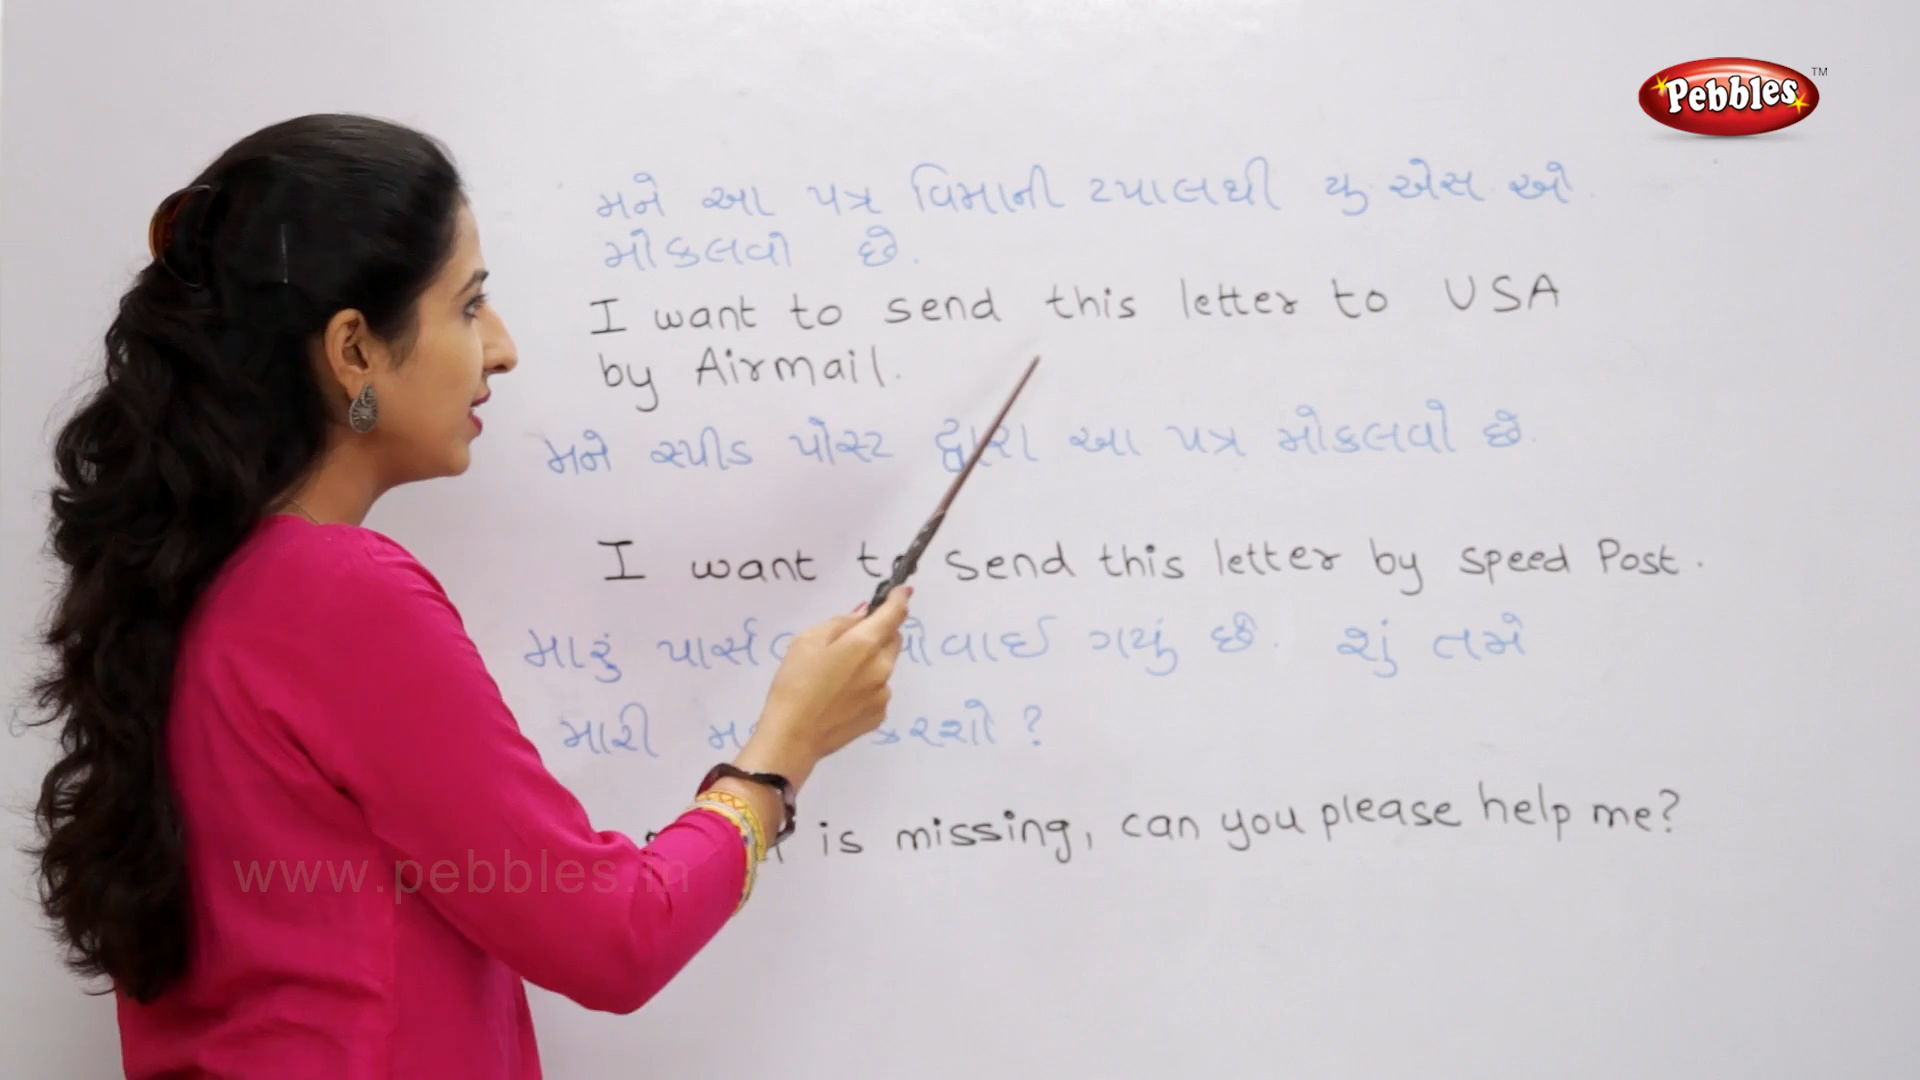 Pebbles TM
મને આ પત્ર વિમાની ટપાલથી યુ એસ એ
મોકલવો છે.
I want to send this letter to USA
by Airmail.
મને સ્પીડ પોસ્ટ દ્વારા આ પત્ર મોકલવો છે.
I want to send this letter by speed Post.
મારું પાર્સલ ગયું છે. શું તમે
મારી કરશો ?
is missing, can you please help me?
www.pebbles.in